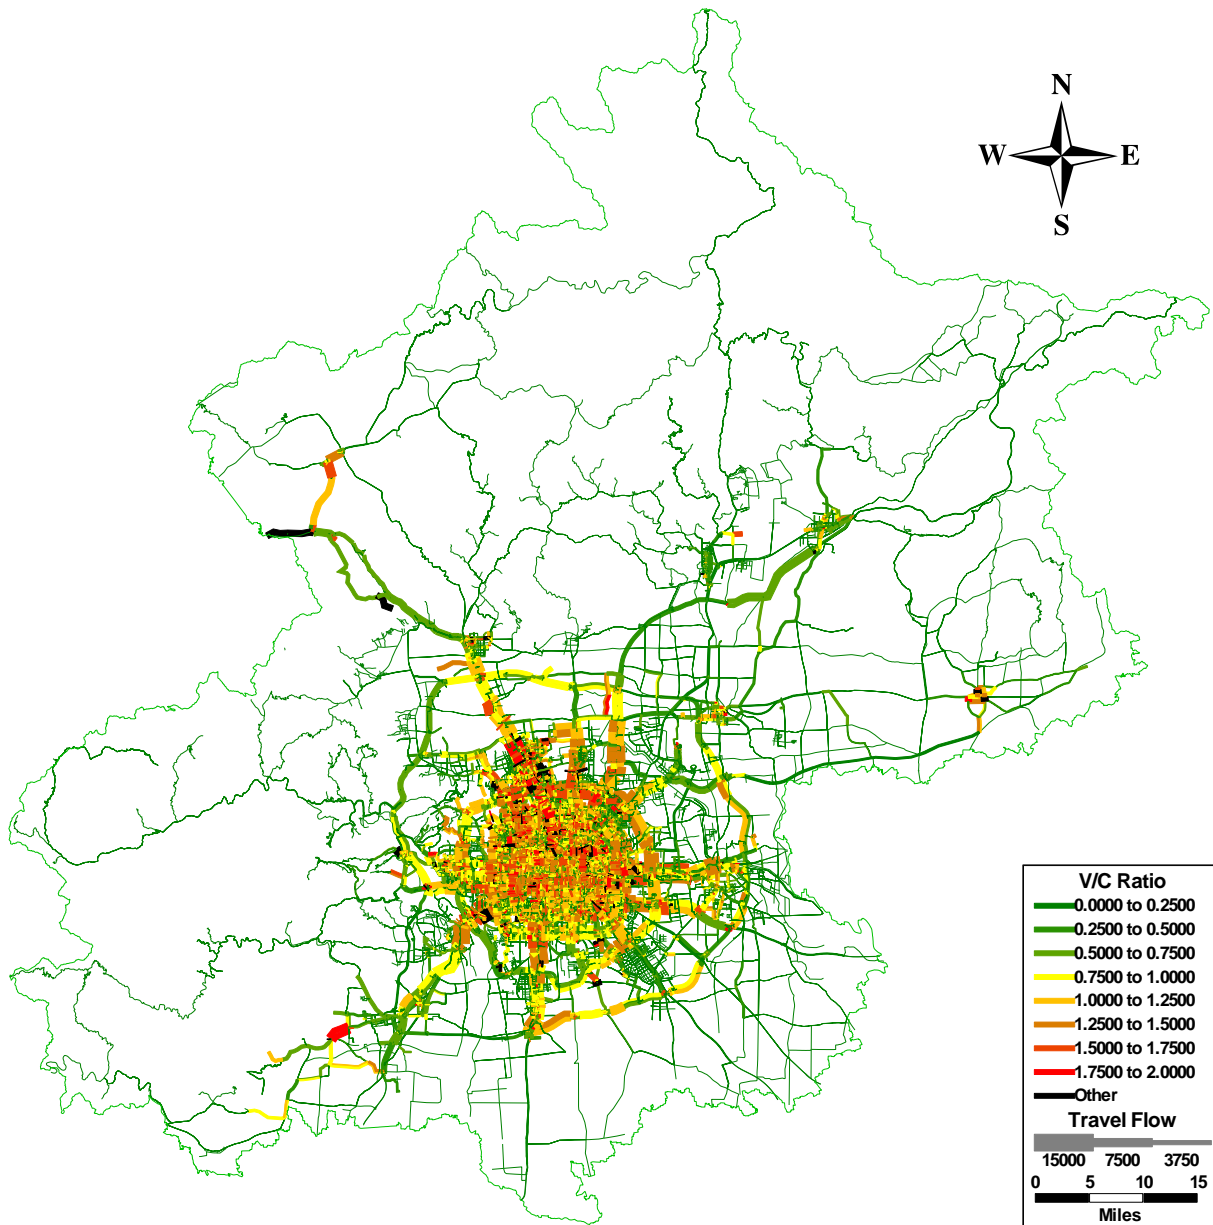 N
W E
S
V/C Ratio
0.0000 to 0.2500
0.2500 to 0.5000
0.5000 to 0.7500
0.7500 to 1.0000
1.0000 to 1.2500
1.2500 to 1.5000
1.5000 to 1.7500
1.7500 to 2.0000
Other
Travel Flow
15000 7500 3750
0 5 10 15
Miles